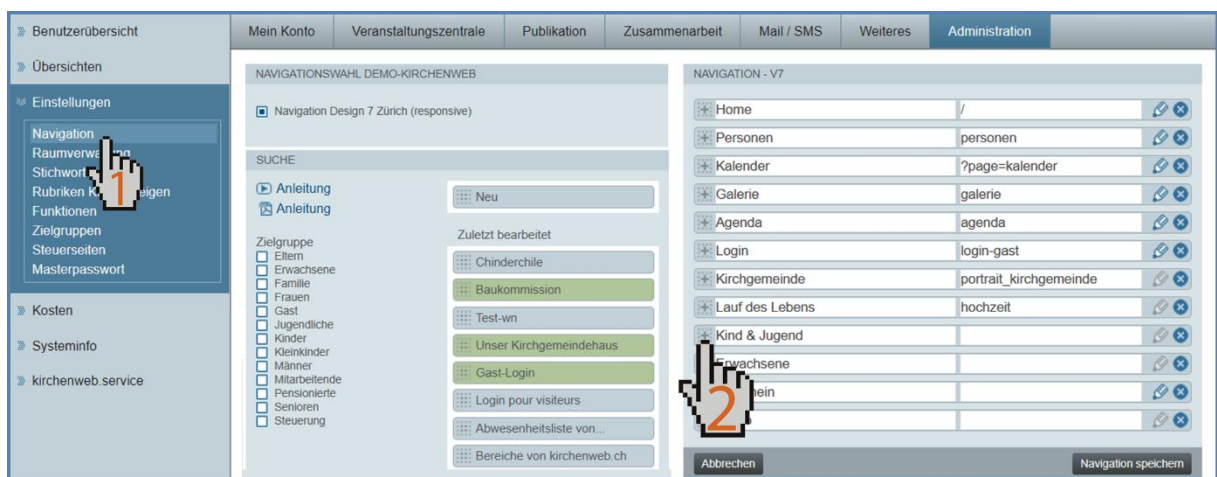 Benutzerübersicht
Übersichten
Einstellungen
Navigation
Raumverwa
Stichwort
Rubriken K
eigen
Funktionen
Zielgruppen
Steuerseiten
Masterpasswort
Kosten
Systeminfo
kirchenweb.service
1
Mein Konto Veranstaltungszentrale Publikation Zusammenarbeit Mail / SMS Weiteres Administration
NAVIGATIONSWAHL DEMO-KIRCHENWEB
Navigation Design 7 Zürich (responsive)
SUCHE
Anleitung
Anleitung
Zielgruppe
Eltern
Erwachsene
Familie
Frauen
Gast
Jugendliche
Kinder
Kleinkinder
Männer
Mitarbeitende
Pensionierte
Senioren
Steuerung
Neu
Zuletzt bearbeitet
Chinderchile
Baukommission
Test-wn
Unser Kirchgemeindehaus
Gast-Login
Login pour visiteurs
Abwesenheitsliste von...
Bereiche von kirchenweb.ch
NAVIGATION - V7
Home /
Personen personen
Kalender ?page=kalender
Galerie galerie
Agenda agenda
Login login-gast
Kirchgemeinde portrait_kirchgemeinde
Lauf des Lebens hochzeit
Kind & Jugend
Erwachsene
2
Abbrechen Navigation speichern